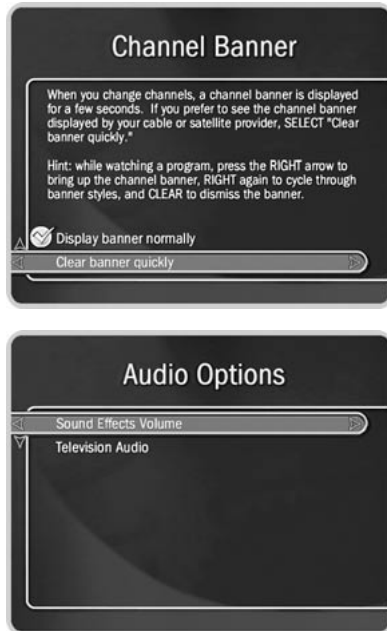 Channel Banner
When you change channels, a channel banner is displayed
for a few seconds.  If you prefer to see the channel banner
displayed by your cable or satellite provider, SELECT "Clear
banner quickly."
Hint: while watching a program, press the RIGHT arrow to
bring up the channel banner, RIGHT again to cycle through
banner styles, and CLEAR to dismiss the banner.
Display banner normally
Clear banner quickly
Audio Options
Sound Effects Volume
Television Audio